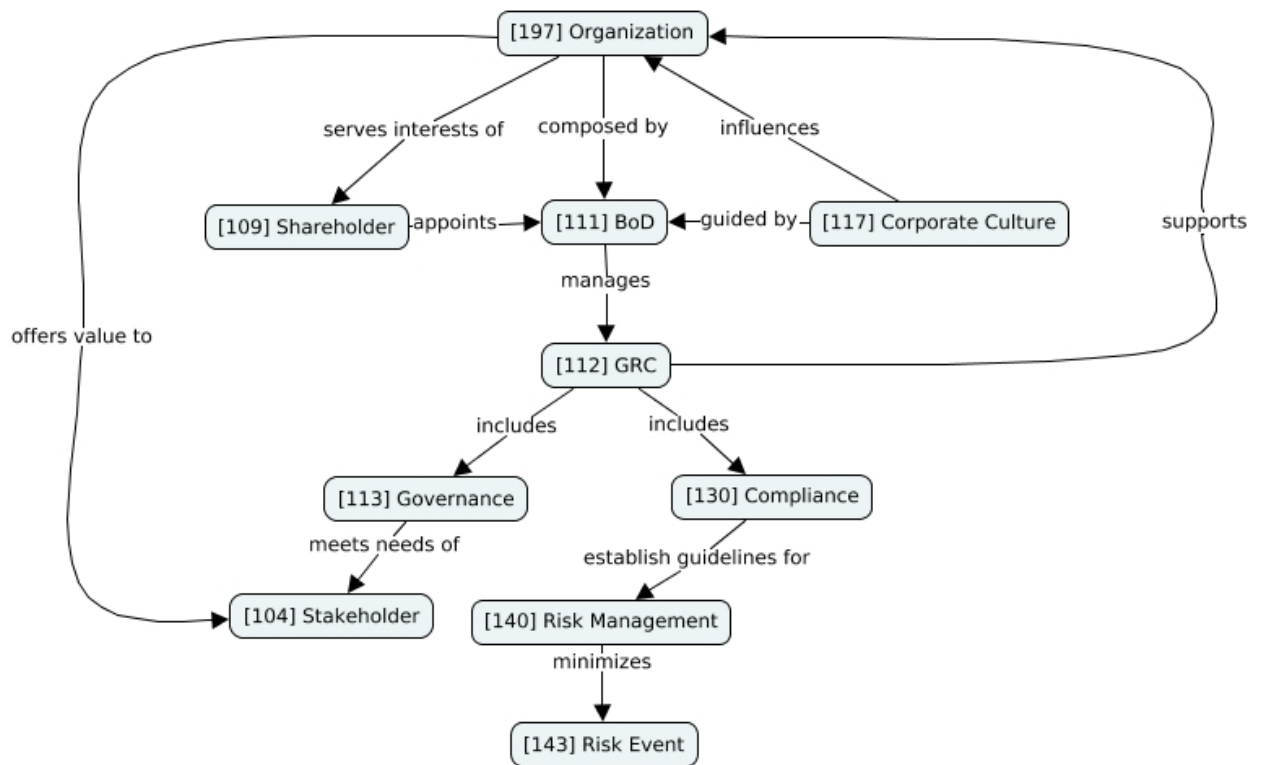 [197] Organization
serves interests of
composed by
influences
[109] Shareholder
appoints
[111] BoD
guided by
[117] Corporate Culture
supports
manages
offers value to
[112] GRC
includes
includes
[113] Governance
[130] Compliance
meets needs of
establish guidelines for
[104] Stakeholder
[140] Risk Management
minimizes
[143] Risk Event